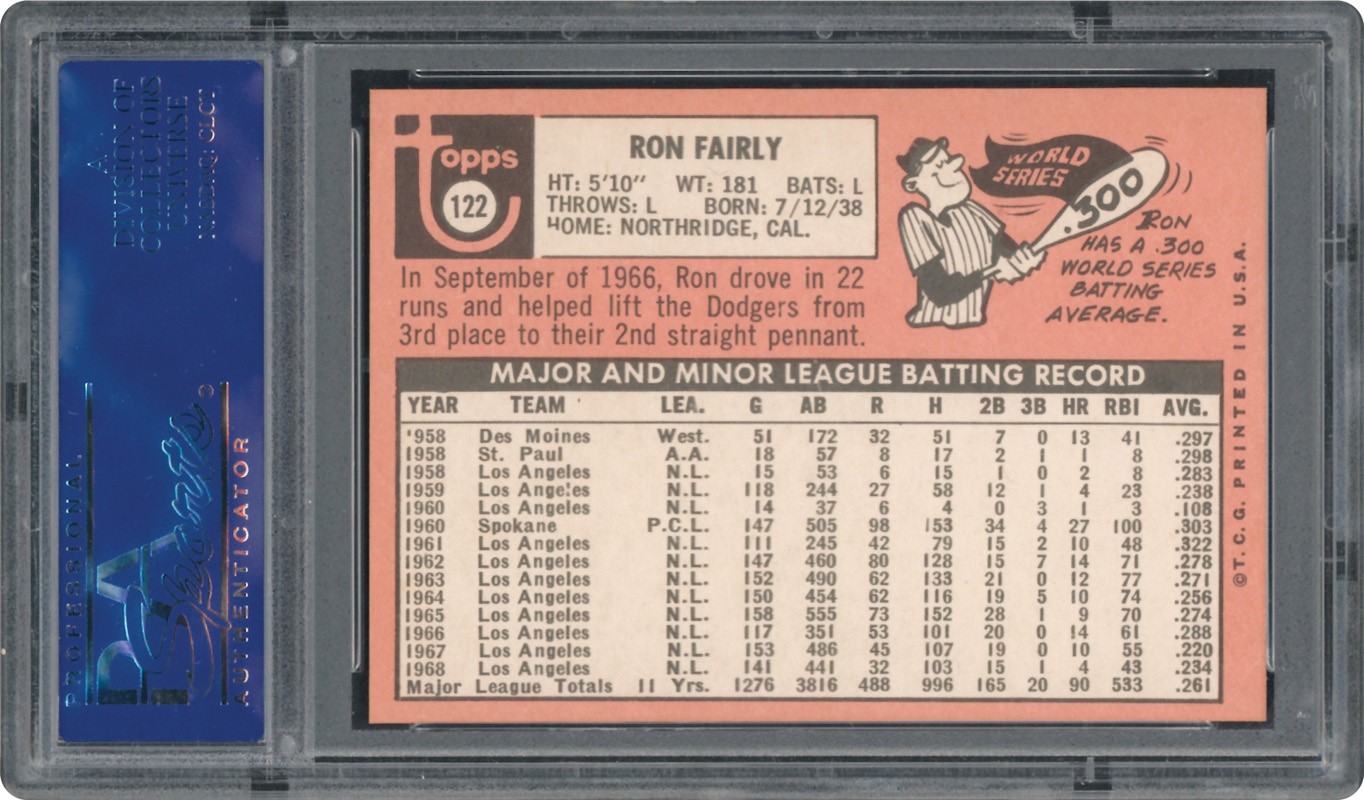 A
DIVISION OF
COLLECTORS
UNIVERSE
NASDAQ: CLCT
PROFESSIONAL
PSA
Sports
AUTHENTICATOR
Topps
122
RON FAIRLY
HT: 5'10" WT: 181 BATS: L
THROWS: L BORN: 7/12/38
HOME: NORTHRIDGE, CAL.
WORLD
SERIES
.300
RON
HAS A .300
WORLD SERIES
BATTING
AVERAGE.
In September of 1966, Ron drove in 22
runs and helped lift the Dodgers from
3rd place to their 2nd straight pennant.
MAJOR AND MINOR LEAGUE BATTING RECORD
YEAR TEAM LEA. G AB R H 2B 3B HR RBI AVG.
1958 Des Moines West. 51 172 32 51 7 0 13 41 .297
1958 St. Paul A.A. 18 57 8 17 2 1 1 8 .298
1958 Los Angeles N.L. 15 53 6 15 1 0 2 8 .283
1959 Los Angeles N.L. 118 244 27 58 12 1 4 23 .238
1960 Los Angeles N.L. 14 37 6 4 0 3 1 3 .108
1960 Spokane P.C.L. 147 505 98 153 34 4 27 100 .303
1961 Los Angeles N.L. 111 245 42 79 15 2 10 48 .322
1962 Los Angeles N.L. 147 460 80 128 15 7 14 71 .278
1963 Los Angeles N.L. 152 490 62 133 21 0 12 77 .271
1964 Los Angeles N.L. 150 454 62 116 19 5 10 74 .256
1965 Los Angeles N.L. 158 555 73 152 28 1 9 70 .274
1966 Los Angeles N.L. 117 351 53 101 20 0 14 61 .288
1967 Los Angeles N.L. 153 486 45 107 19 0 10 55 .220
1968 Los Angeles N.L. 141 441 32 103 15 1 4 43 .234
Major League Totals 11 Yrs. 1276 3816 488 996 165 20 90 533 .261
©T. C. G. PRINTED IN U.S.A.